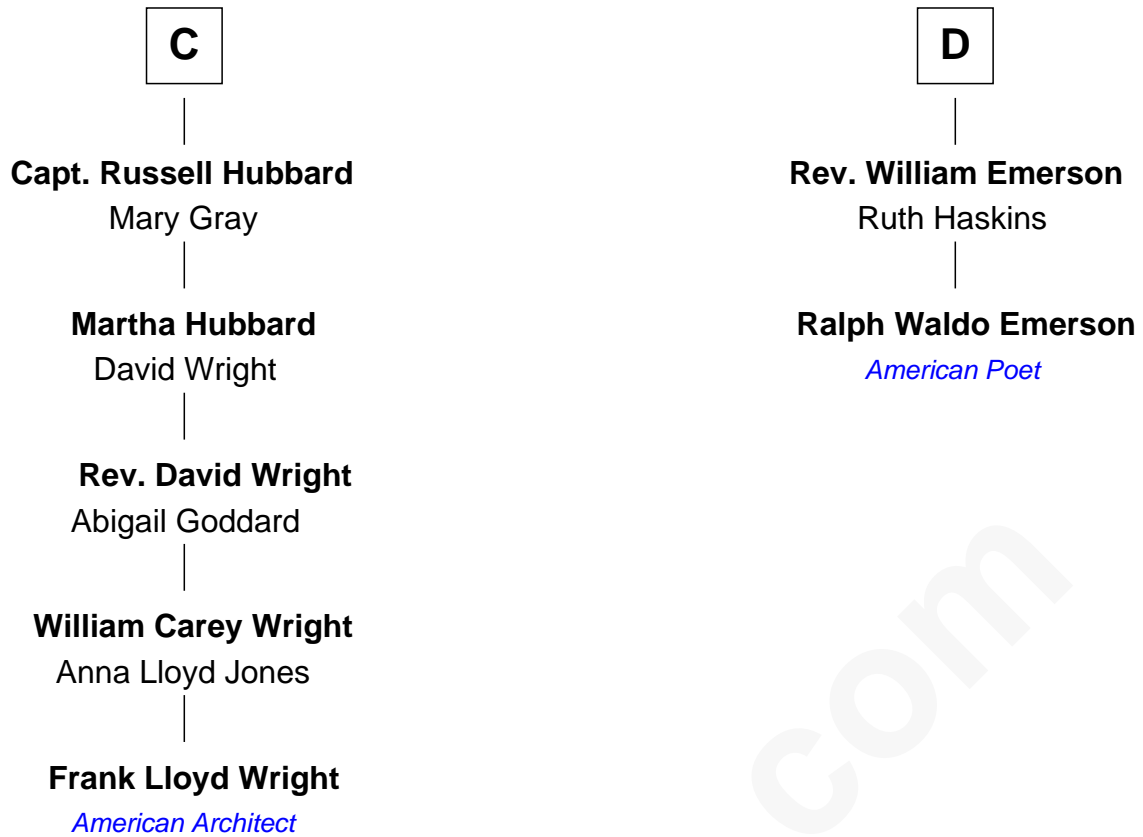 C
Capt. Russell Hubbard
Mary Gray
Martha Hubbard
David Wright
Rev. David Wright
Abigail Goddard
William Carey Wright
Anna Lloyd Jones
Frank Lloyd Wright
American Architect
D
Rev. William Emerson
Ruth Haskins
Ralph Waldo Emerson
American Poet
com